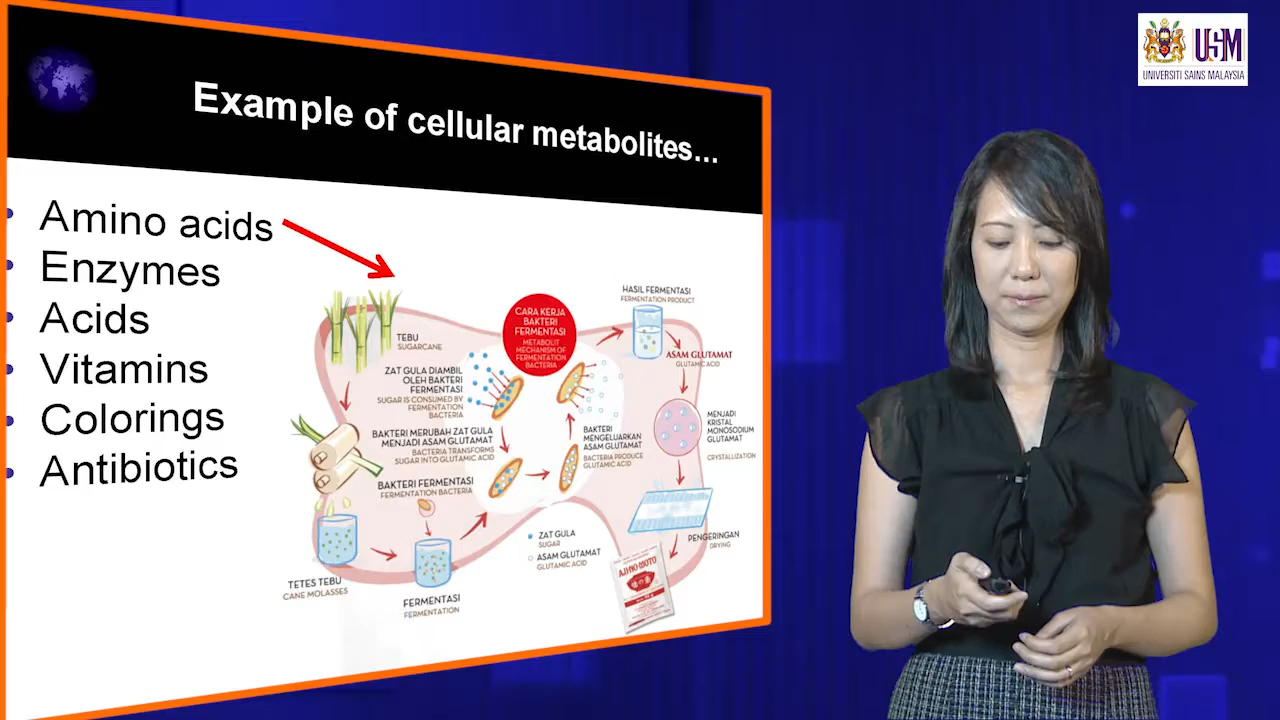 USM
UNIVERSITI SAINS MALAYSIA
Example of cellular metabolites...
• Amino acids
• Enzymes
• Acids
• Vitamins
• Colorings
• Antibiotics
TEBU
SUGARCANE
ZAT GULA DIAMBIL
OLEH BAKTERI
FERMENTASI
SUGAR IS CONSUMED BY
FERMENTATION
BACTERIA
BAKTERI MERUBAH ZAT GULA
MENJADI ASAM GLUTAMAT
BACTERIA TRANSFORMS
SUGAR INTO GLUTAMIC ACID
BAKTERI FERMENTASI
FERMENTATION BACTERIA
TETES TEBU
CANE MOLASSES
FERMENTASI
FERMENTATION
CARA KERJA
BAKTERI
FERMENTASI
METABOLIT
MECHANISM OF
FERMENTATION
BACTERIA
BAKTERI
MENGELUARKAN
ASAM GLUTAMAT
BACTERIA PRODUCE
GLUTAMIC ACID
ZAT GULA
SUGAR
ASAM GLUTAMAT
GLUTAMIC ACID
HASIL FERMENTASI
FERMENTATION PRODUCT
ASAM GLUTAMAT
GLUTAMIC ACID
MENJADI
KRISTAL
MONOSODIUM
GLUTAMAT
CRYSTALLIZATION
PENGERINGAN
DRYING
AJI-NO-MOTO